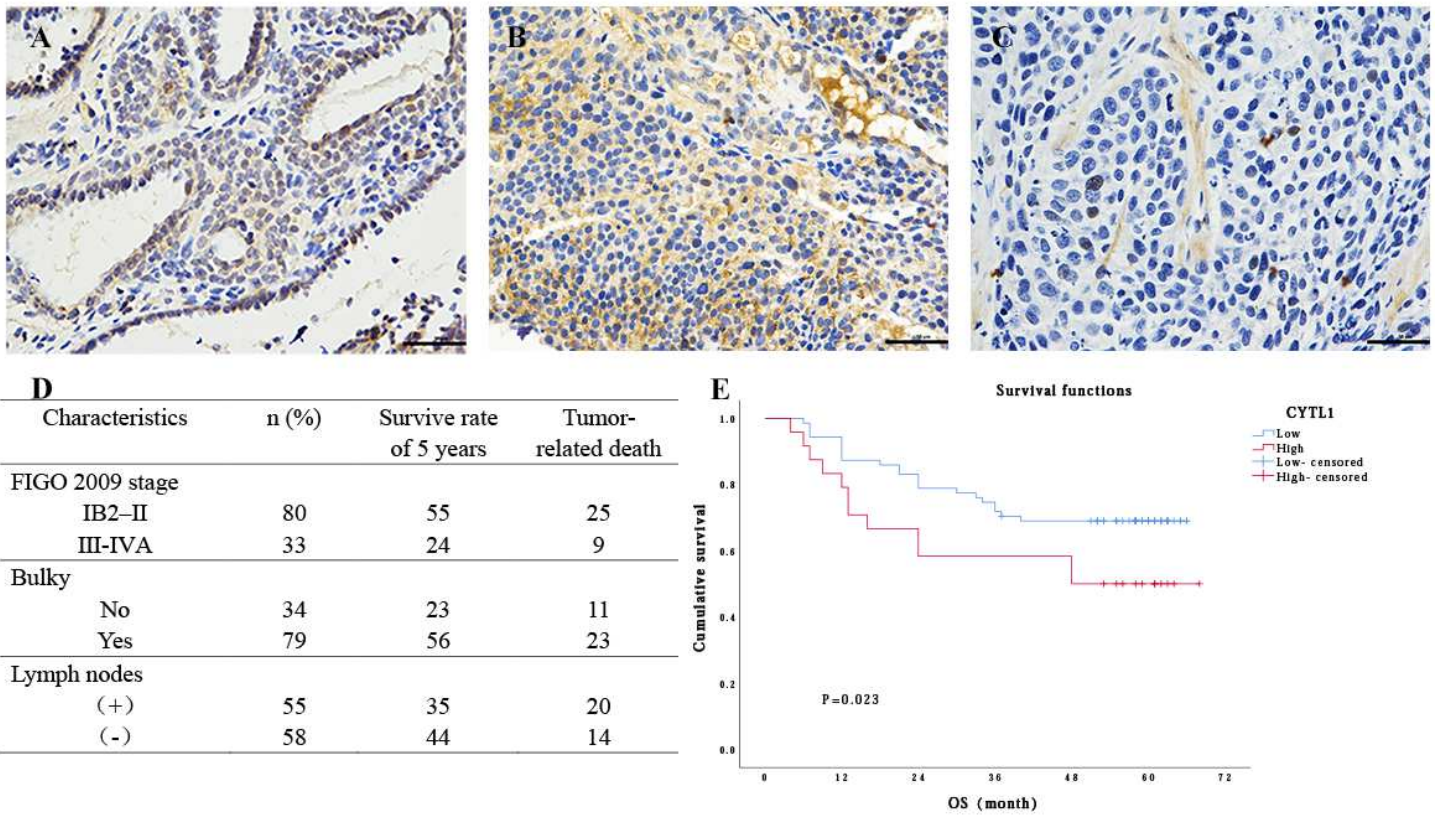 A
B
C
D
Characteristics n (%) Survive rate of 5 years Tumor-related death
FIGO 2009 stage
IB2–II 80 55 25
III-IVA 33 24 9
Bulky
No 34 23 11
Yes 79 56 23
Lymph nodes
(+) 55 35 20
(-) 58 44 14
E
Survival functions
CYTL1
Low
High
Low- censored
High- censored
Cumulative survival
1.0
0.8
0.6
0.4
0.2
0.0
P=0.023
0 12 24 36 48 60 72
OS (month)